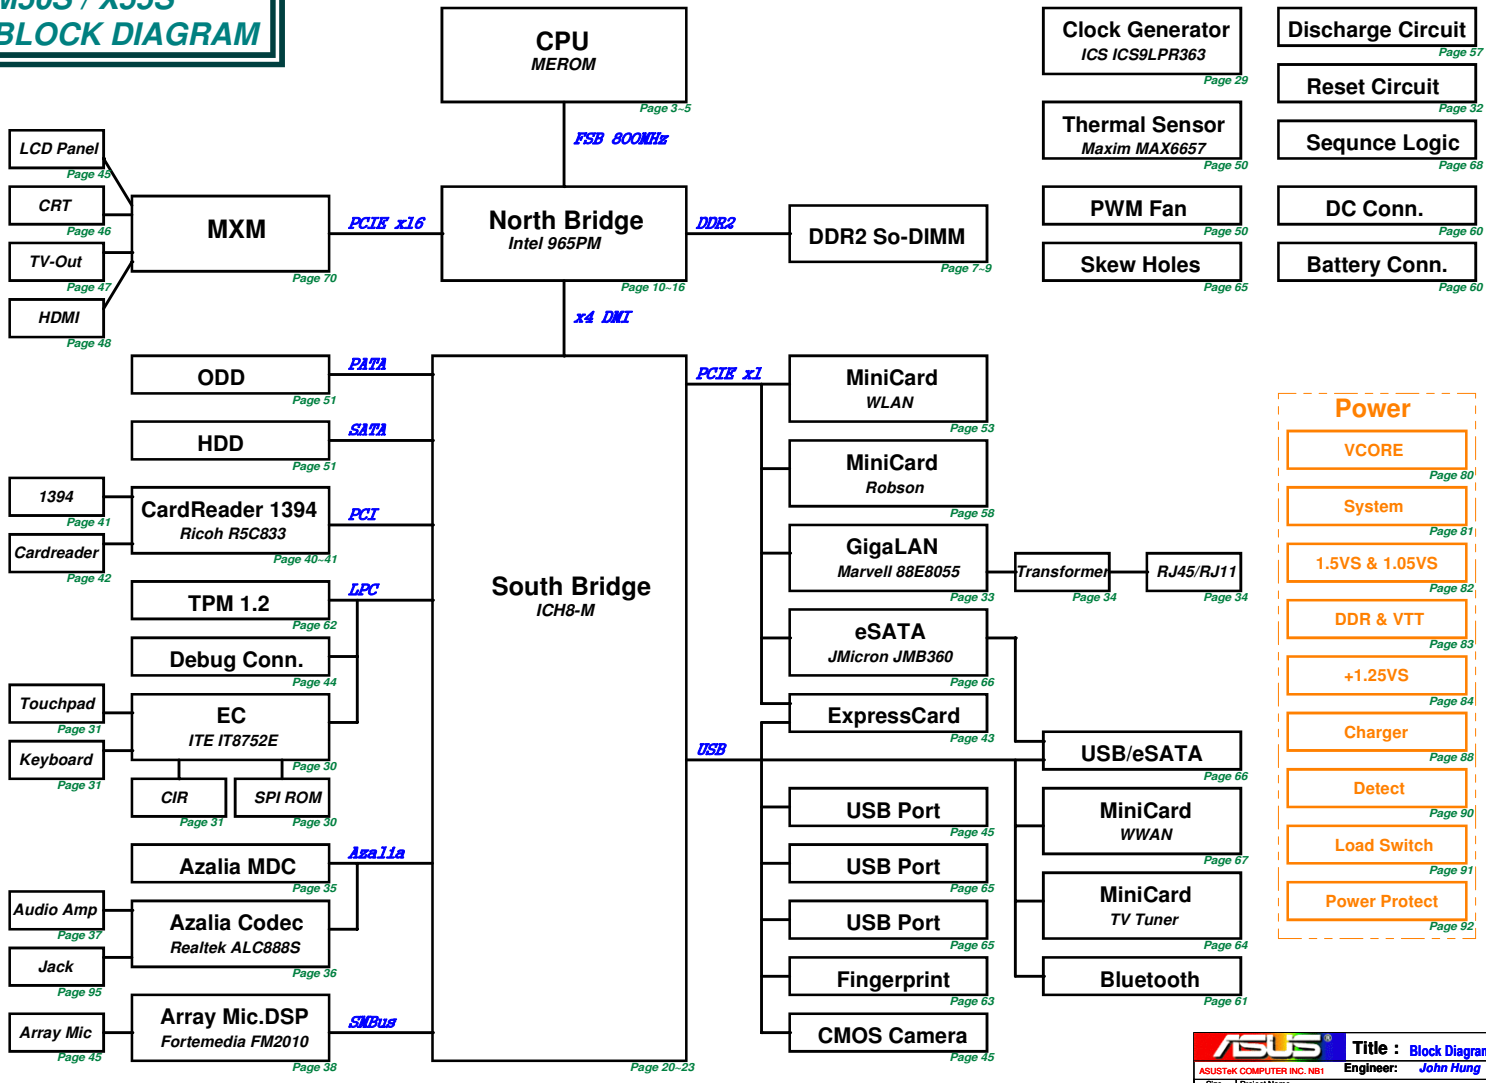 BLOCK DIAGRAM
CPU
MEROM
Page 3~5
FSB 800MHz
Clock Generator
ICS ICS9LPR363
Page 29
Discharge Circuit
Page 57
Reset Circuit
Page 32
Thermal Sensor
Maxim MAX6657
Page 50
Sequnce Logic
Page 68
PWM Fan
Page 50
DC Conn.
Page 60
Skew Holes
Page 65
Battery Conn.
Page 60
LCD Panel
Page 45
CRT
Page 46
TV-Out
Page 47
HDMI
Page 48
MXM
Page 70
PCIE x16
North Bridge
Intel 965PM
Page 10~16
DDR2
DDR2 So-DIMM
Page 7~9
x4 DMI
ODD
Page 51
PATA
HDD
Page 51
SATA
1394
Page 41
Cardreader
Page 42
CardReader 1394
Ricoh R5C833
Page 40~41
PCI
TPM 1.2
Page 62
LPC
Debug Conn.
Page 44
Touchpad
Page 31
Keyboard
Page 31
EC
ITE IT8752E
Page 30
CIR
Page 31
SPI ROM
Page 30
Azalia MDC
Page 35
Azalia
Audio Amp
Page 37
Jack
Page 95
Azalia Codec
Realtek ALC888S
Page 36
Array Mic
Page 45
Array Mic.DSP
Fortemedia FM2010
Page 38
SMBus
South Bridge
ICH8-M
Page 20~23
PCIE x1
MiniCard
WLAN
Page 53
MiniCard
Robson
Page 58
GigaLAN
Marvell 88E8055
Page 33
Transformer
Page 34
RJ45/RJ11
Page 34
eSATA
JMicron JMB360
Page 66
ExpressCard
Page 43
USB
USB/eSATA
Page 66
USB Port
Page 45
MiniCard
WWAN
Page 67
USB Port
Page 65
MiniCard
TV Tuner
Page 64
USB Port
Page 65
Fingerprint
Page 63
Bluetooth
Page 61
CMOS Camera
Page 45
Power
VCORE
Page 80
System
Page 81
1.5VS & 1.05VS
Page 82
DDR & VTT
Page 83
+1.25VS
Page 84
Charger
Page 88
Detect
Page 90
Load Switch
Page 91
Power Protect
Page 92
ASUS
ASUSTeK COMPUTER INC. NB1
Title : Block Diagram
Engineer: John Hung